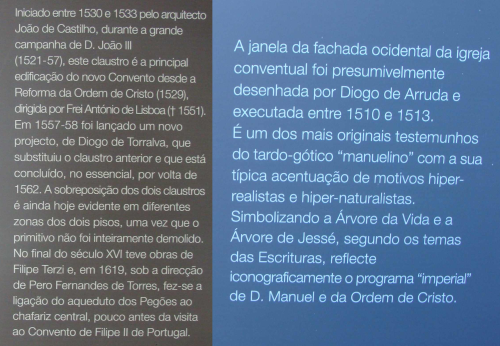 Iniciado entre 1530 e 1533 pelo arquitecto
João de Castilho, durante a grande
campanha de D. João III
(1521-57), este claustro é a principal
edificação do novo Convento desde a
Reforma da Ordem de Cristo (1529),
dirigida por Frei António de Lisboa († 1551).
Em 1557-58 foi lançado um novo
projecto, de Diogo de Torralva, que
substituiu o claustro anterior e que está
concluído, no essencial, por volta de
1562. A sobreposição dos dois claustros
é ainda hoje evidente em diferentes
zonas dos dois pisos, uma vez que o
primitivo não foi inteiramente demolido.
No final do século XVI teve obras de
Filipe Terzi e, em 1619, sob a direcção
de Pero Fernandes de Torres, fez-se a
ligação do aqueduto dos Pegões ao
chafariz central, pouco antes da visita
ao Convento de Filipe II de Portugal.
A janela da fachada ocidental da igreja
conventual foi presumivelmente
desenhada por Diogo de Arruda e
executada entre 1510 e 1513.
É um dos mais originais testemunhos
do tardo-gótico “manuelino” com a sua
típica acentuação de motivos hiper-
realistas e hiper-naturalistas.
Simbolizando a Árvore da Vida e a
Árvore de Jessé, segundo os temas
das Escrituras, reflecte
iconograficamente o programa “imperial”
de D. Manuel e da Ordem de Cristo.